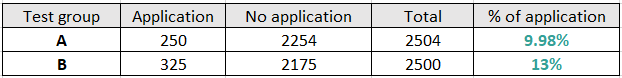 Test group Application No application Total % of application
A 250 2254 2504 9.98%
B 325 2175 2500 13%